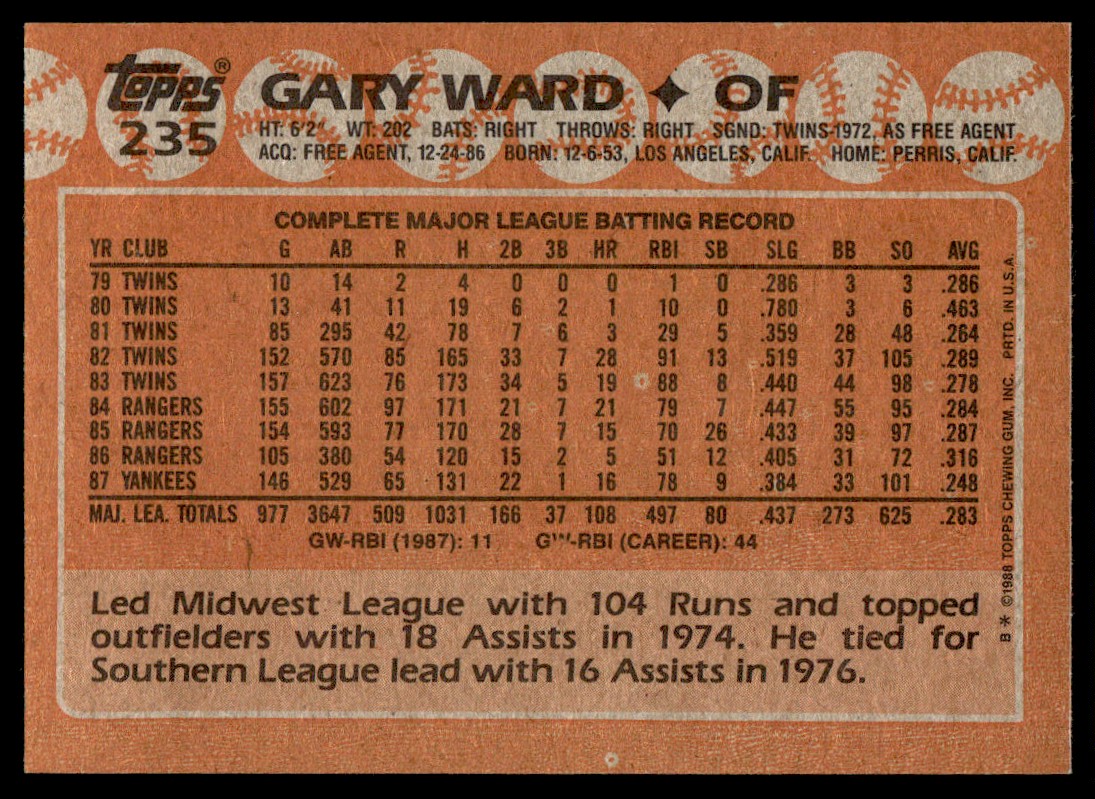 topps® GARY WARD ✦ OF
235 HT: 6'2" WT: 202 BATS: RIGHT THROWS: RIGHT SGND: TWINS-1972, AS FREE AGENT
ACQ: FREE AGENT, 12-24-86 BORN: 12-6-53, LOS ANGELES, CALIF. HOME: PERRIS, CALIF.
COMPLETE MAJOR LEAGUE BATTING RECORD
YR CLUB G AB R H 2B 3B HR RBI SB SLG BB SO AVG
79 TWINS 10 14 2 4 0 0 0 1 0 .286 3 3 .286
80 TWINS 13 41 11 19 6 2 1 10 0 .780 3 6 .463
81 TWINS 85 295 42 78 7 6 3 29 5 .359 28 48 .264
82 TWINS 152 570 85 165 33 7 28 91 13 .519 37 105 .289
83 TWINS 157 623 76 173 34 5 19 88 8 .440 44 98 .278
84 RANGERS 155 602 97 171 21 7 21 79 7 .447 55 95 .284
85 RANGERS 154 593 77 170 28 7 15 70 26 .433 39 97 .287
86 RANGERS 105 380 54 120 15 2 5 51 12 .405 31 72 .316
87 YANKEES 146 529 65 131 22 1 16 78 9 .384 33 101 .248
MAJ. LEA. TOTALS 977 3647 509 1031 166 37 108 497 80 .437 273 625 .283
GW-RBI (1987): 11 GW-RBI (CAREER): 44
Led Midwest League with 104 Runs and topped
outfielders with 18 Assists in 1974. He tied for
Southern League lead with 16 Assists in 1976.
B* ©1988 TOPPS CHEWING GUM, INC. PRTD. IN U.S.A.